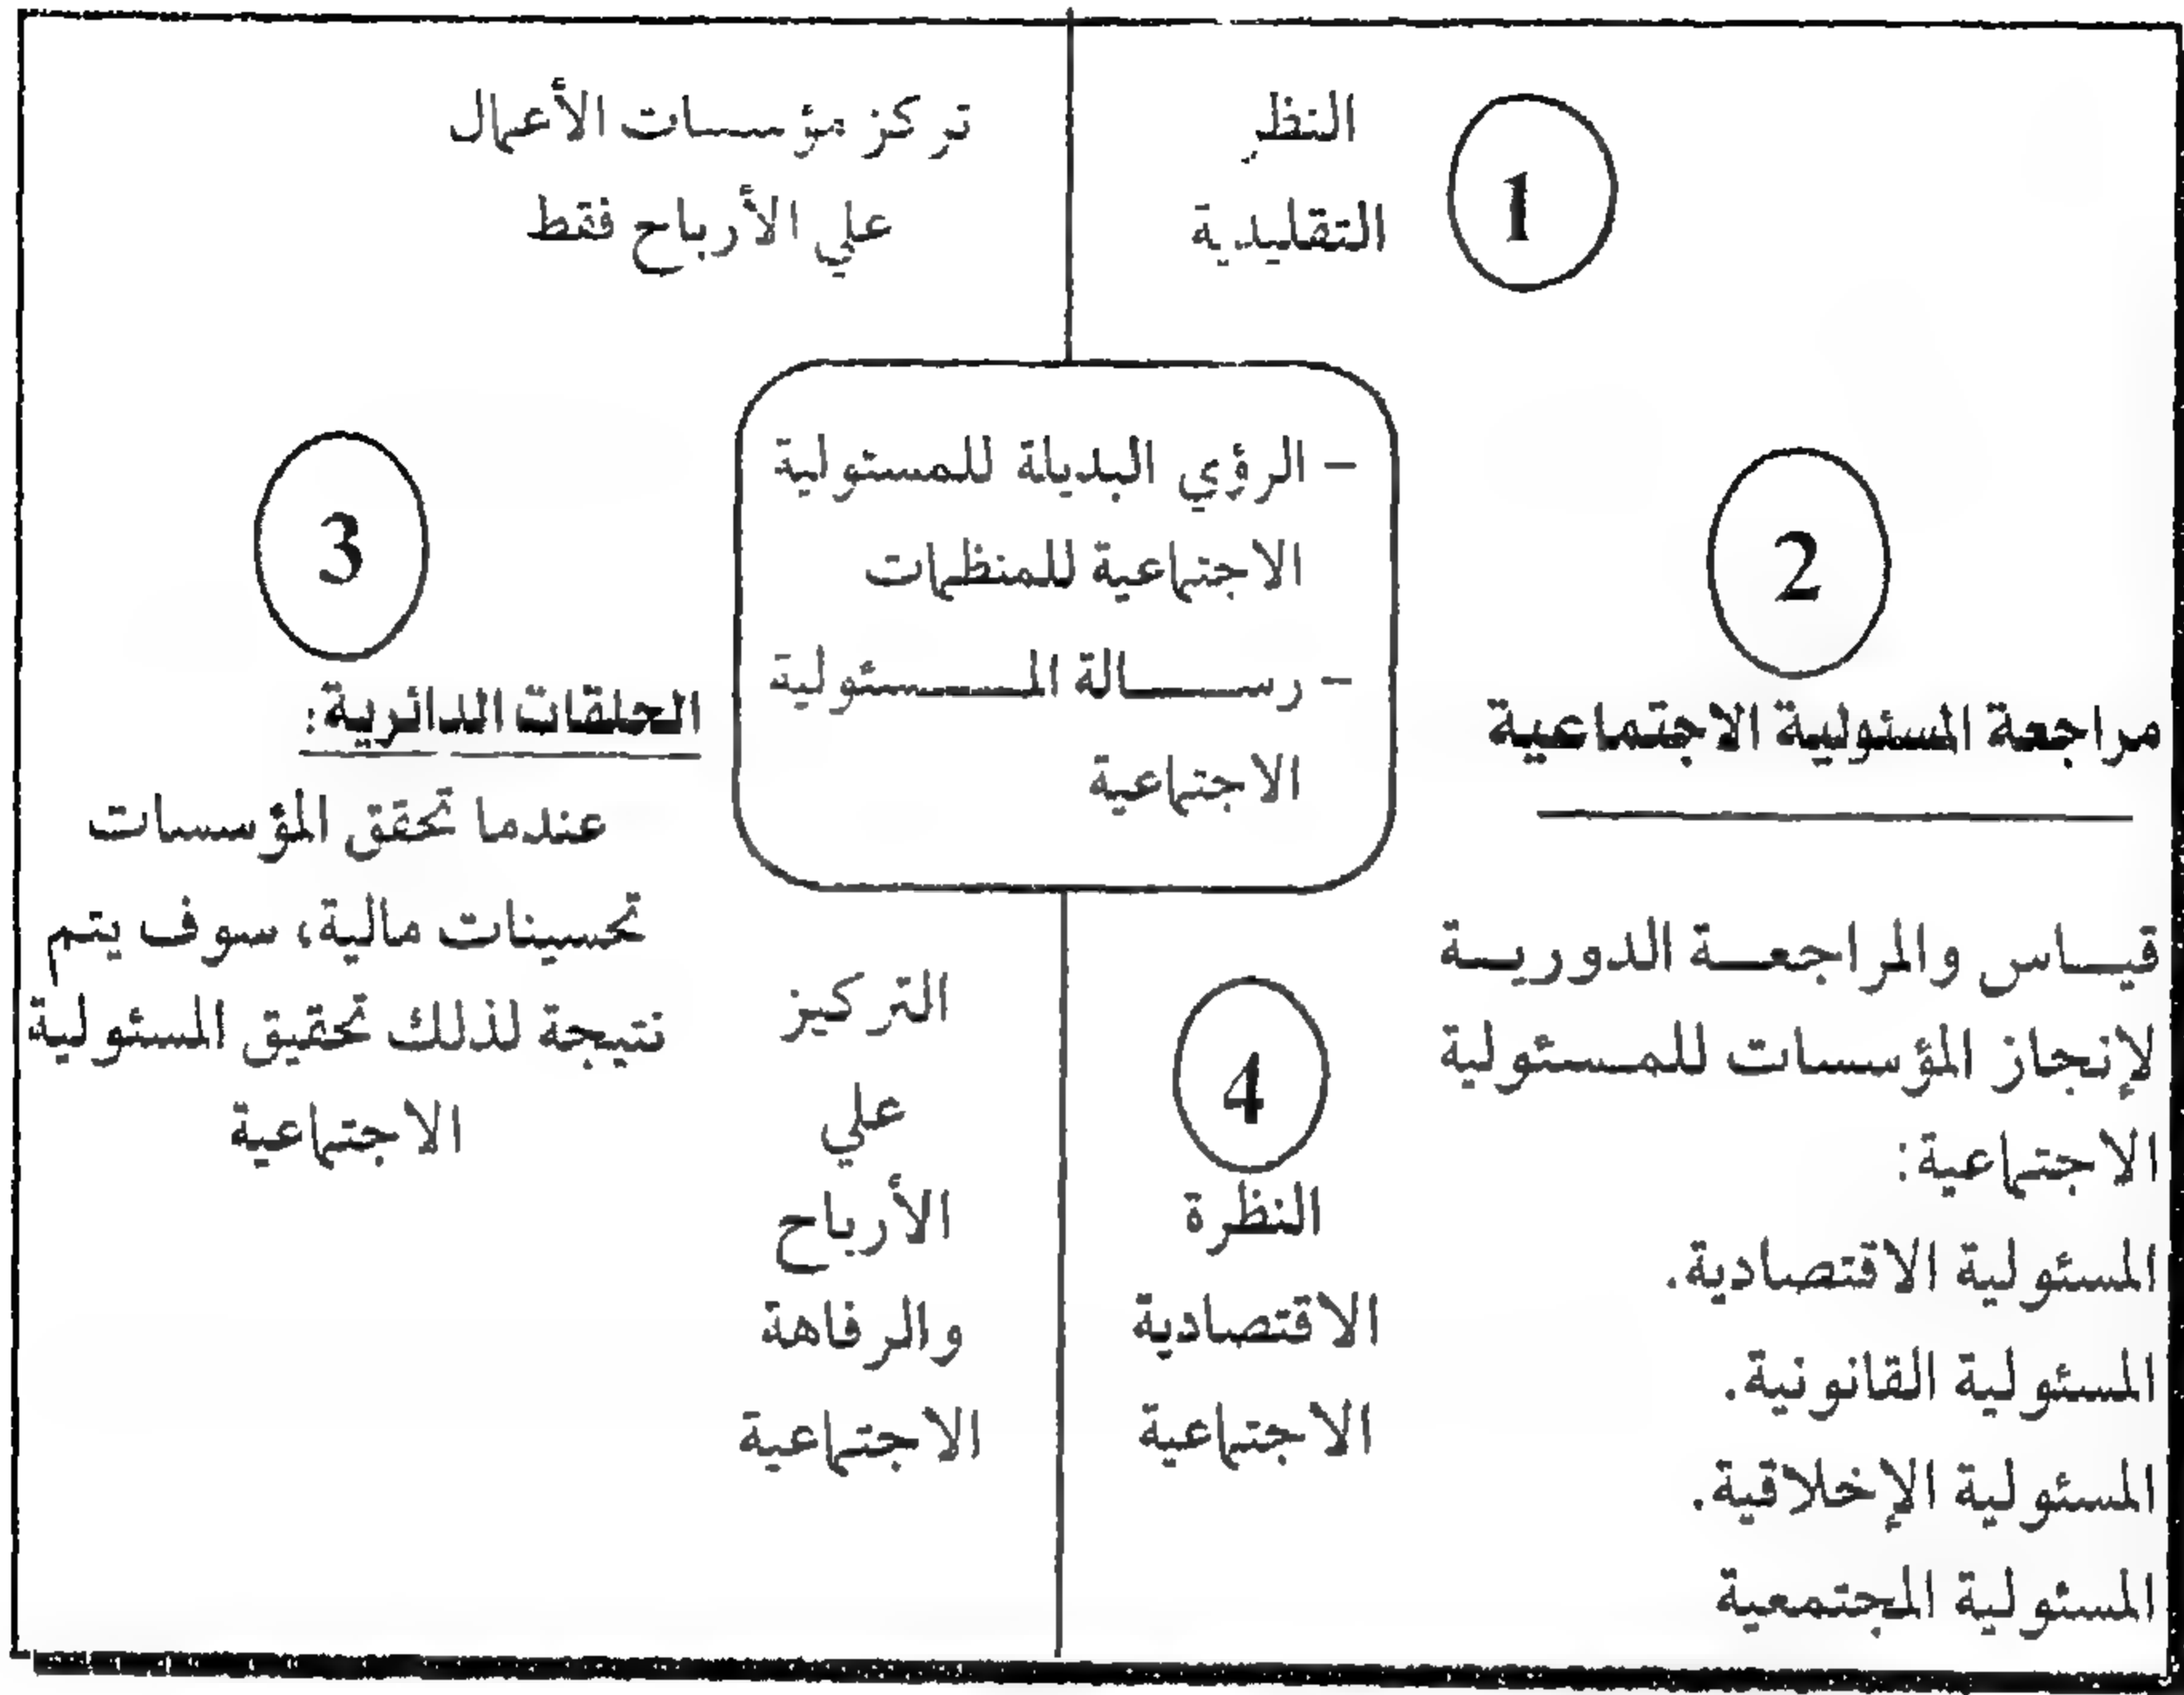 1
النظر
التقليدية
تركز مؤسسات الأعمال
علي الأرباح فقط
- الرؤي البديلة للمسئولية
الاجتماعية للمنظمات
- رسالة المسئولية
الاجتماعية
2
مراجعة المسئولية الاجتماعية
قياس والمراجعة الدورية
لإنجاز المؤسسات للمسئولية
الاجتماعية:
المسئولية الاقتصادية.
المسئولية القانونية.
المسئولية الإخلاقية.
المسئولية المجتمعية
3
الحلقات الدائرية:
عندما تحقق المؤسسات
تحسينات مالية، سوف يتم
نتيجة لذلك تحقيق المسئولية
الاجتماعية
4
النظرة
الاقتصادية
الاجتماعية
التركيز
علي
الأرباح
والرفاهة
الاجتماعية